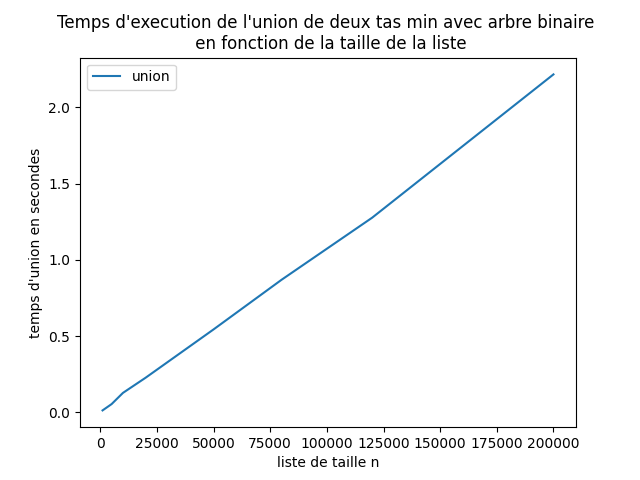 Temps d'execution de l'union de deux tas min avec arbre binaire
en fonction de la taille de la liste
union
2.0
1.5
1.0
0.5
0.0
temps d'union en secondes
0 25000 50000 75000 100000 125000 150000 175000 200000
liste de taille n